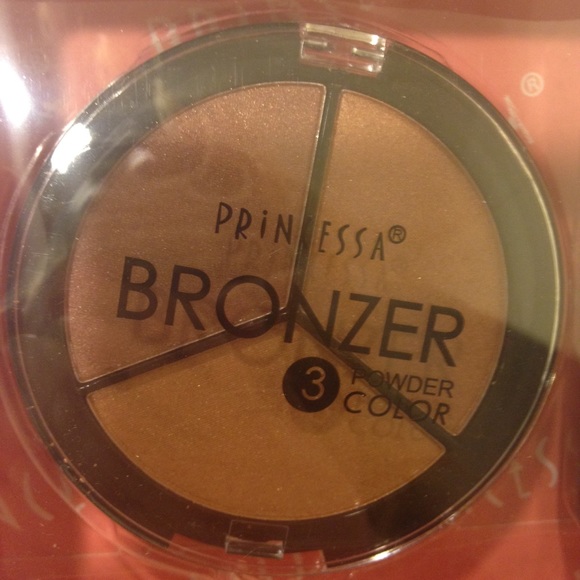 PRiNCESSA®
BRONZER
3 POWDER
COLOR
®